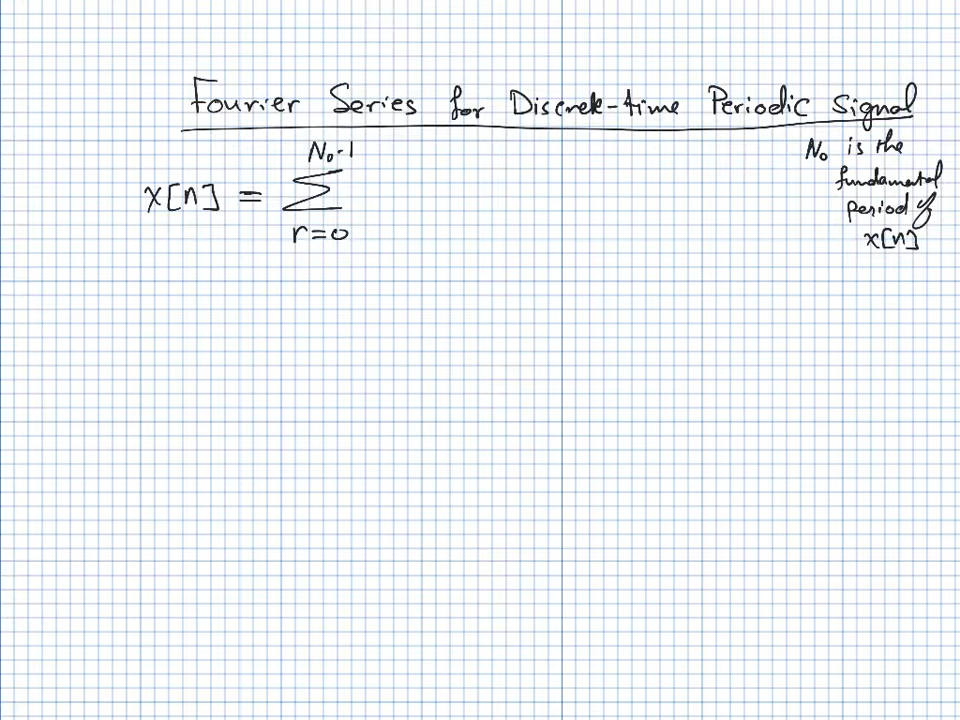 Fourier Series for Discrete-time Periodic Signal
N₀ is the
fundamental
period of
x[n]
N₀-1
x[n] = Σ
r=0